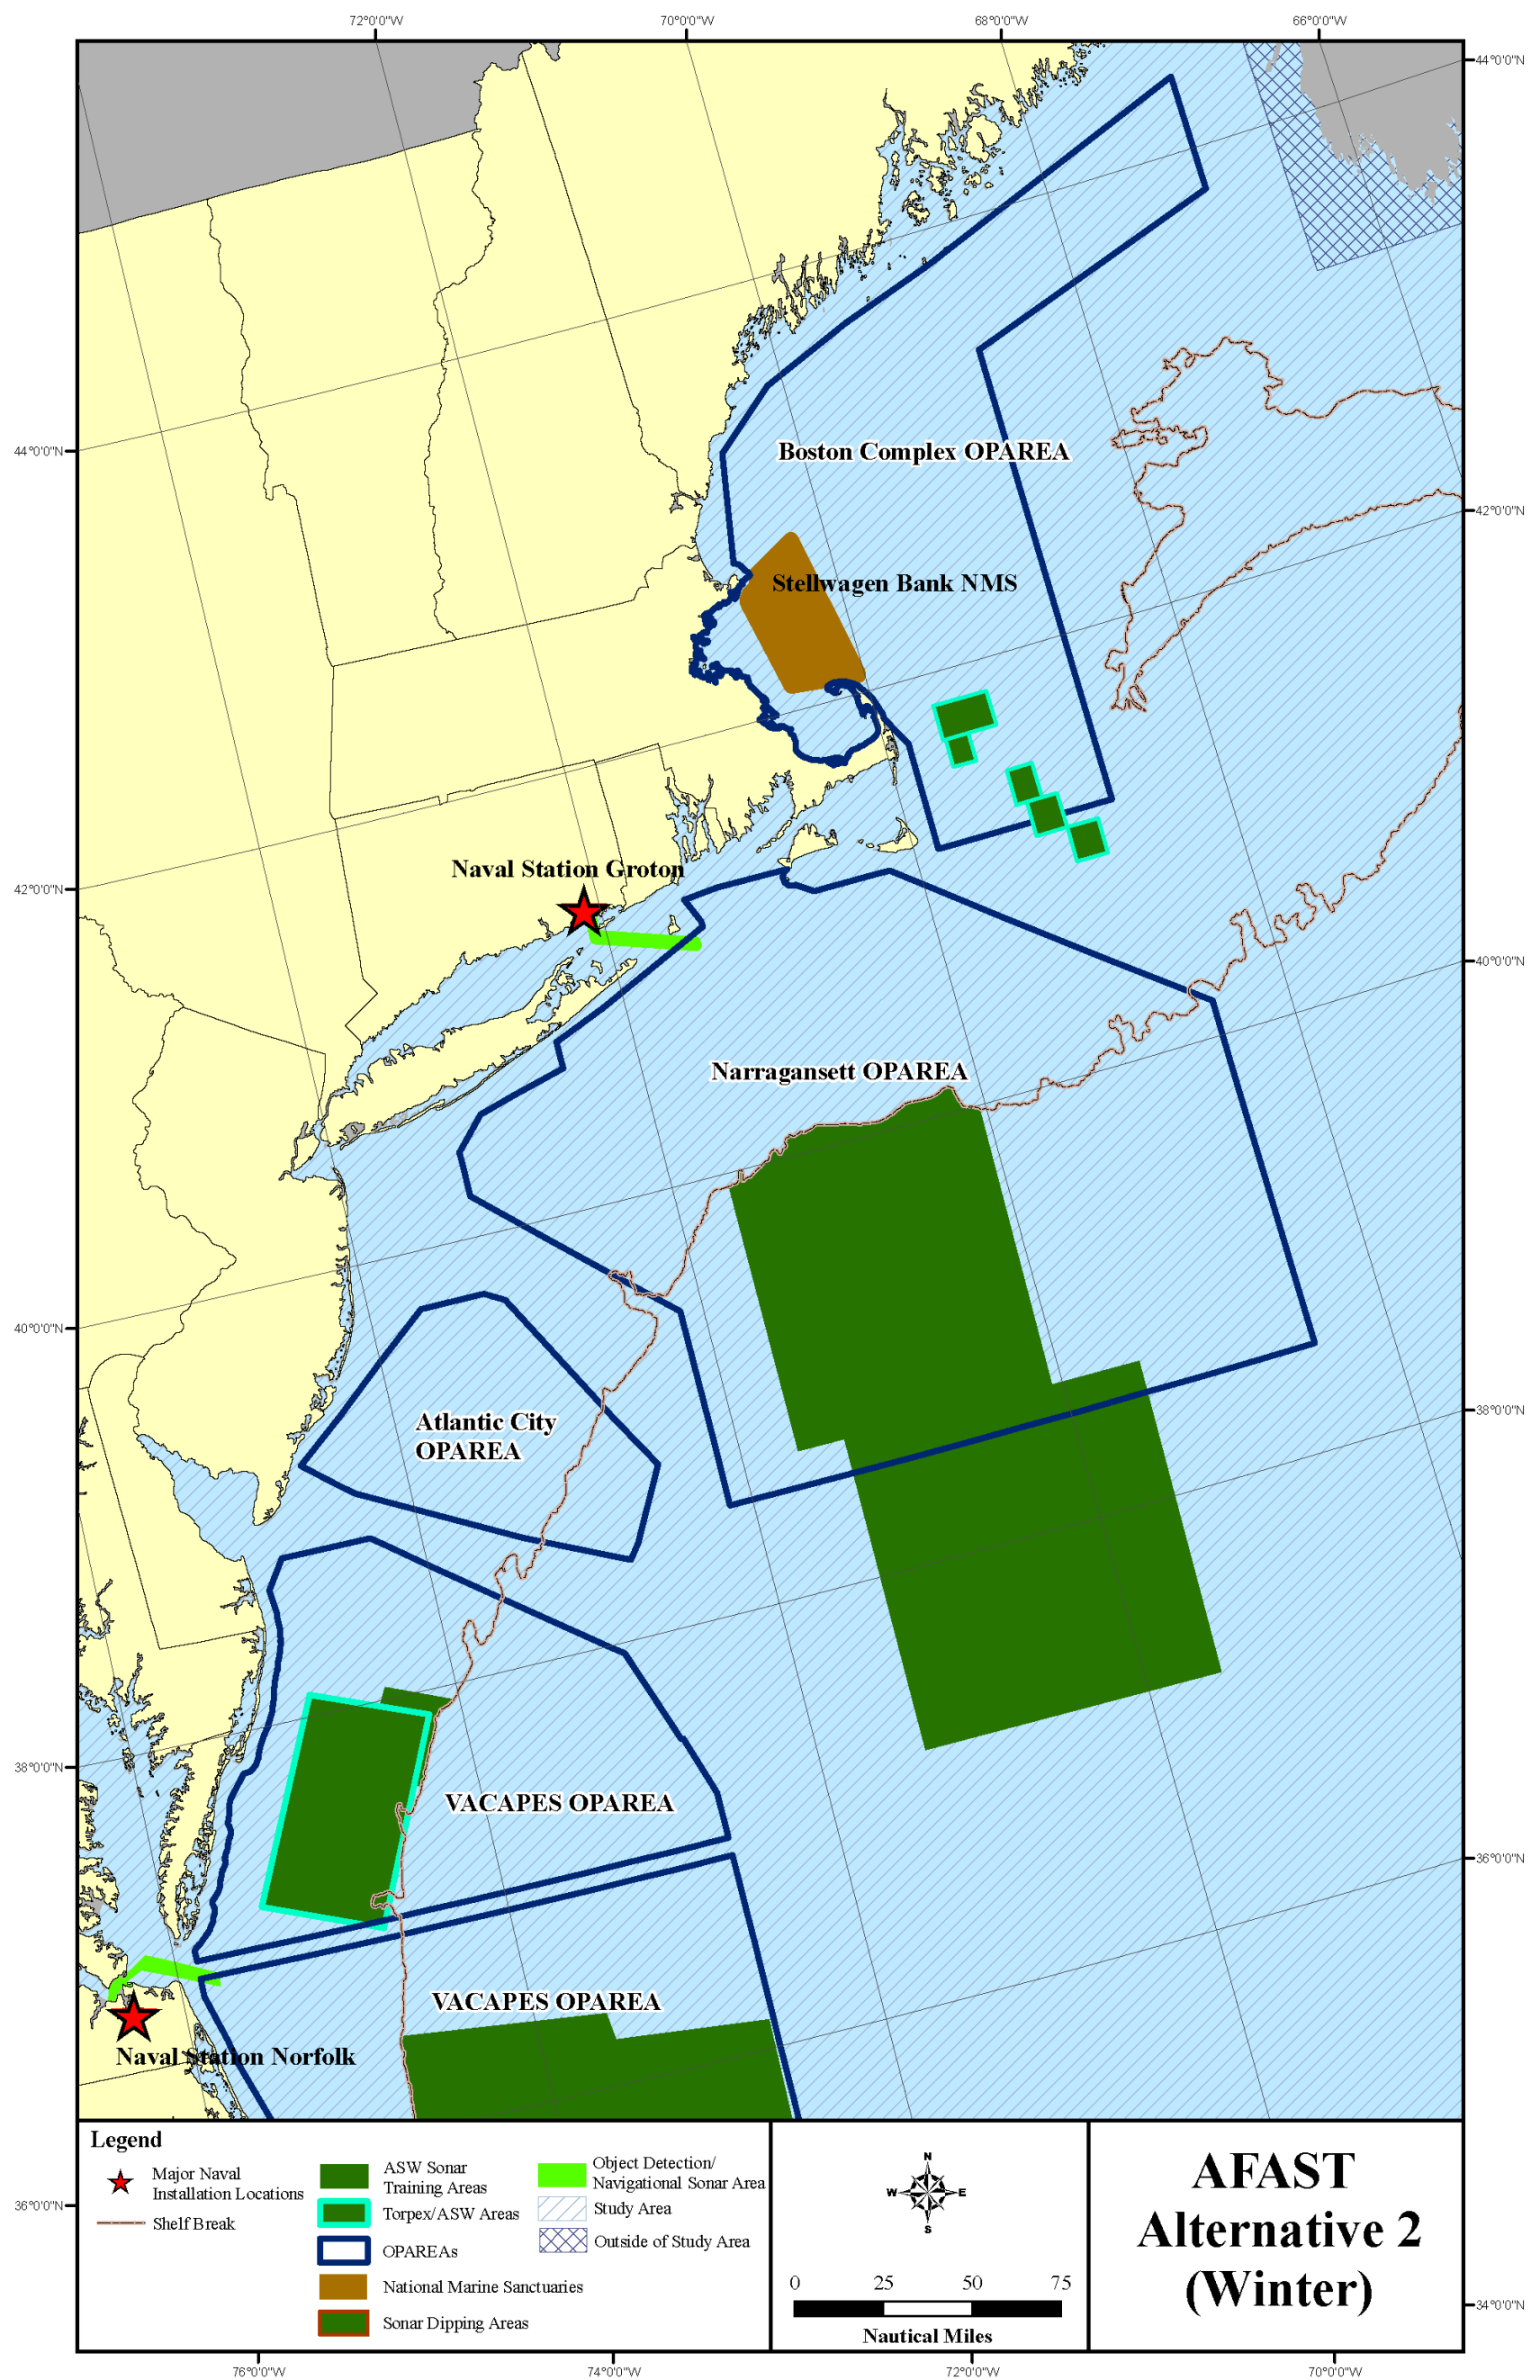 72°0'0"W
70°0'0"W
68°0'0"W
66°0'0"W
44°0'0"N
42°0'0"N
40°0'0"N
38°0'0"N
36°0'0"N
34°0'0"N
44°0'0"N
42°0'0"N
40°0'0"N
38°0'0"N
36°0'0"N
Boston Complex OPAREA
Stellwagen Bank NMS
Naval Station Groton
Narragansett OPAREA
Atlantic City
OPAREA
VACAPES OPAREA
VACAPES OPAREA
Naval Station Norfolk
Legend
Major Naval
Installation Locations
Shelf Break
ASW Sonar
Training Areas
Torpex/ASW Areas
OPAREAs
National Marine Sanctuaries
Sonar Dipping Areas
Object Detection/
Navigational Sonar Area
Study Area
Outside of Study Area
N
W
E
S
0 25 50 75
Nautical Miles
AFAST
Alternative 2
(Winter)
76°0'0"W
74°0'0"W
72°0'0"W
70°0'0"W